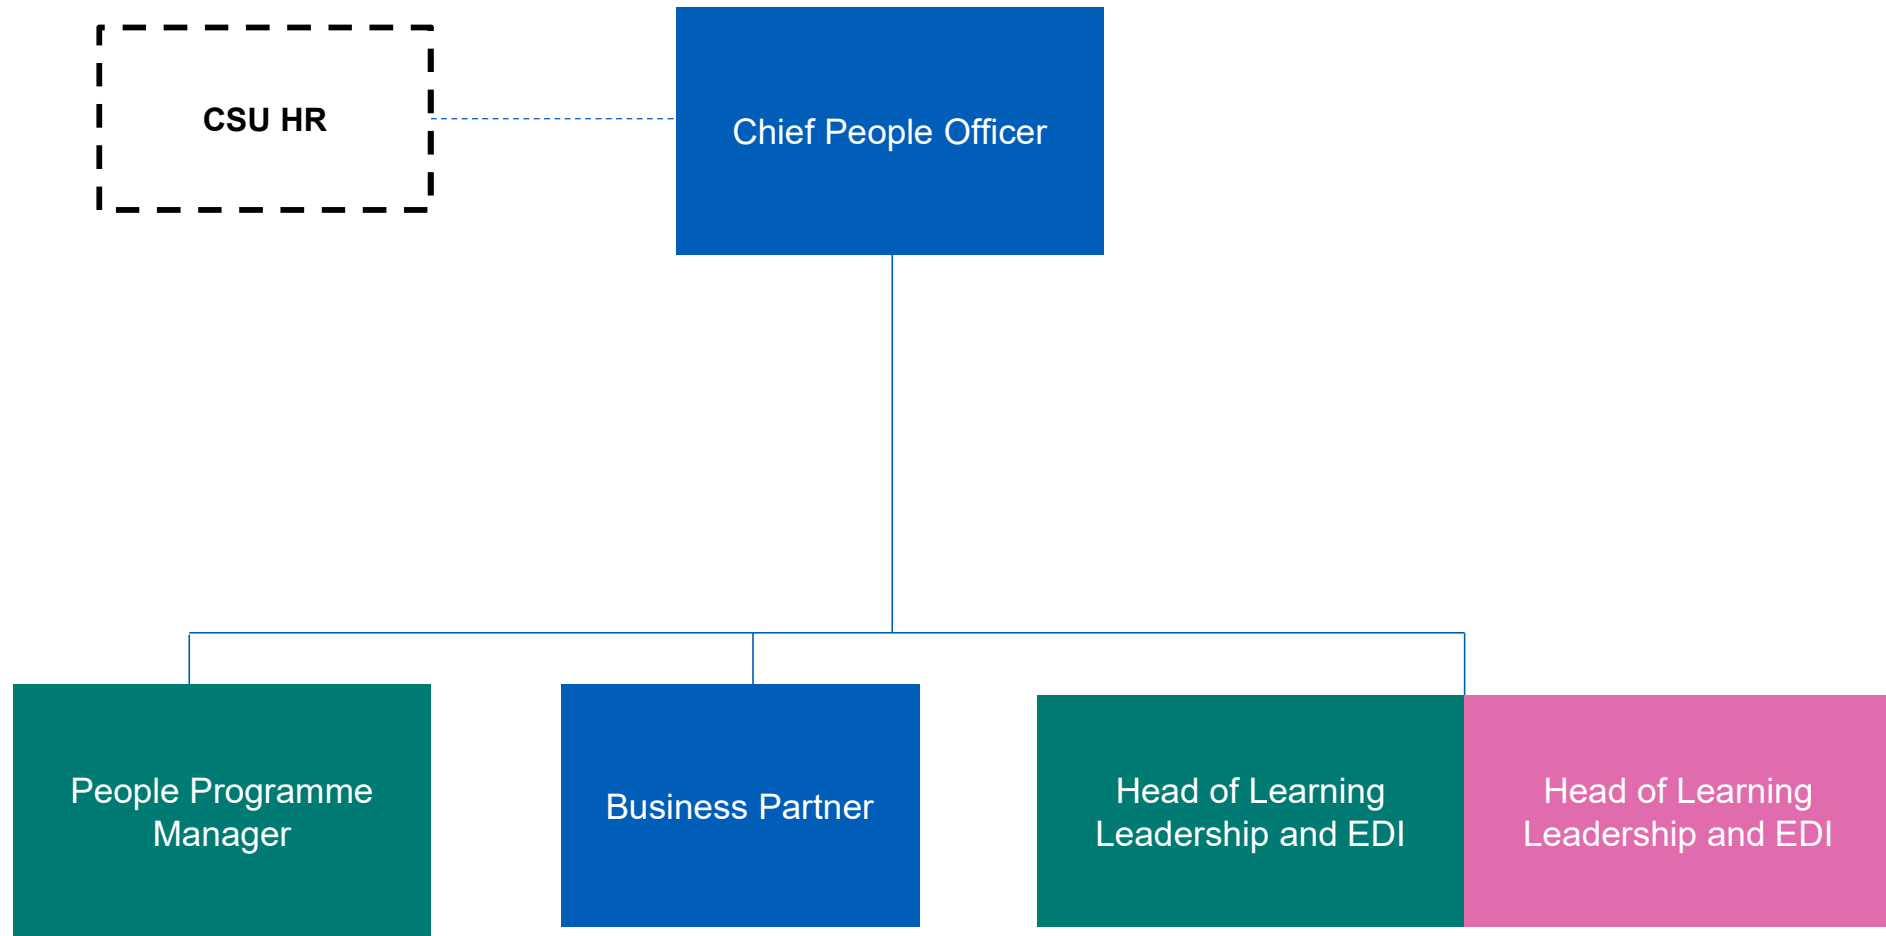 CSU HR
Chief People Officer
People Programme
Manager
Business Partner
Head of Learning
Leadership and EDI
Head of Learning
Leadership and EDI